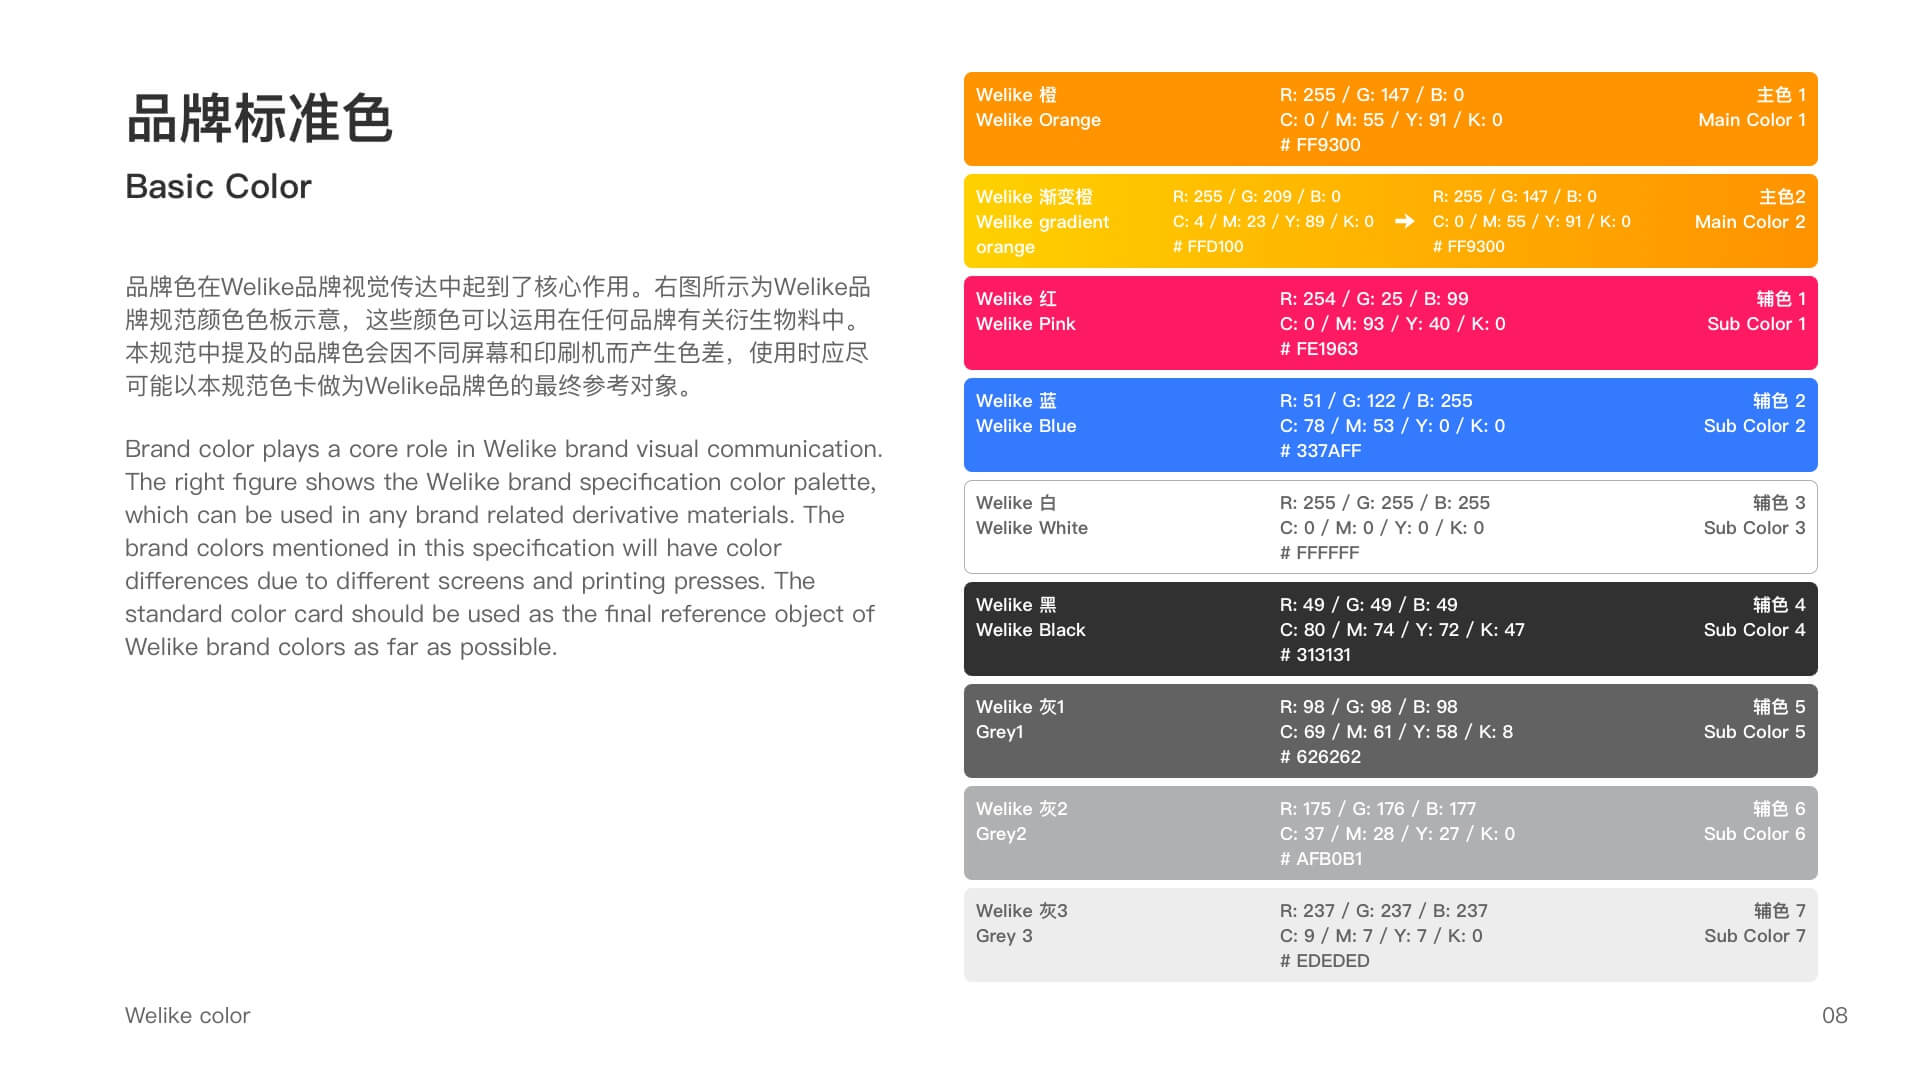 品牌标准色
Basic Color
品牌色在Welike品牌视觉传达中起到了核心作用。右图所示为Welike品
牌规范颜色色板示意，这些颜色可以运用在任何品牌有关衍生物料中。
本规范中提及的品牌色会因不同屏幕和印刷机而产生色差，使用时应尽
可能以本规范色卡做为Welike品牌色的最终参考对象。
Brand color plays a core role in Welike brand visual communication.
The right figure shows the Welike brand specification color palette,
which can be used in any brand related derivative materials. The
brand colors mentioned in this specification will have color
differences due to different screens and printing presses. The
standard color card should be used as the final reference object of
Welike brand colors as far as possible.
Welike 橙 R: 255 / G: 147 / B: 0 主色 1
Welike Orange C: 0 / M: 55 / Y: 91 / K: 0 Main Color 1
# FF9300
Welike 渐变橙 R: 255 / G: 209 / B: 0 R: 255 / G: 147 / B: 0 主色2
Welike gradient C: 4 / M: 23 / Y: 89 / K: 0 ➔ C: 0 / M: 55 / Y: 91 / K: 0 Main Color 2
orange # FFD100 # FF9300
Welike 红 R: 254 / G: 25 / B: 99 辅色 1
Welike Pink C: 0 / M: 93 / Y: 40 / K: 0 Sub Color 1
# FE1963
Welike 蓝 R: 51 / G: 122 / B: 255 辅色 2
Welike Blue C: 78 / M: 53 / Y: 0 / K: 0 Sub Color 2
# 337AFF
Welike 白 R: 255 / G: 255 / B: 255 辅色 3
Welike White C: 0 / M: 0 / Y: 0 / K: 0 Sub Color 3
# FFFFFF
Welike 黑 R: 49 / G: 49 / B: 49 辅色 4
Welike Black C: 80 / M: 74 / Y: 72 / K: 47 Sub Color 4
# 313131
Welike 灰1 R: 98 / G: 98 / B: 98 辅色 5
Grey1 C: 69 / M: 61 / Y: 58 / K: 8 Sub Color 5
# 626262
Welike 灰2 R: 175 / G: 176 / B: 177 辅色 6
Grey2 C: 37 / M: 28 / Y: 27 / K: 0 Sub Color 6
# AFB0B1
Welike 灰3 R: 237 / G: 237 / B: 237 辅色 7
Grey 3 C: 9 / M: 7 / Y: 7 / K: 0 Sub Color 7
# EDEDED
Welike color 08